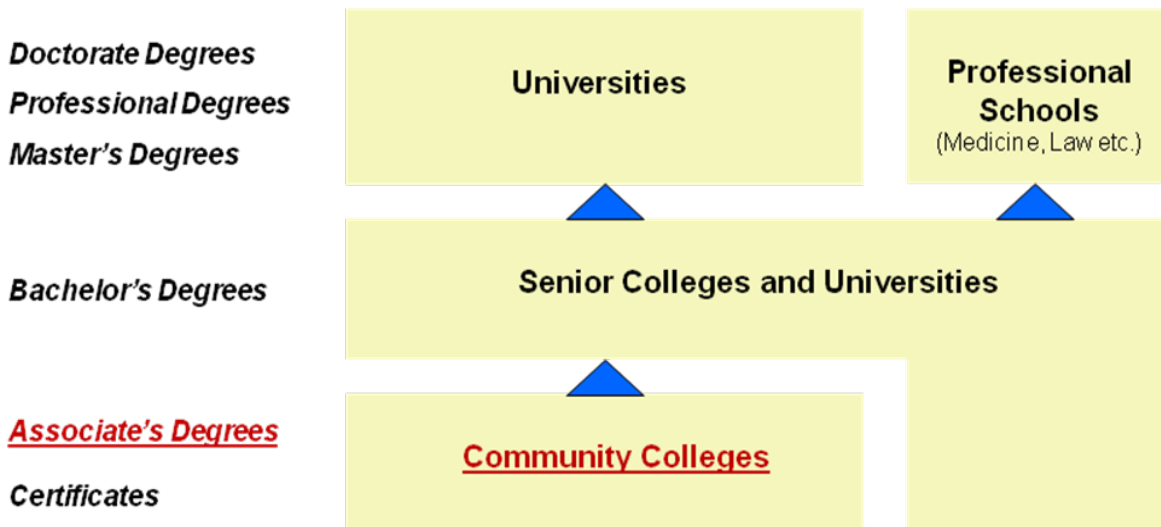 Doctorate Degrees
Professional Degrees
Master's Degrees
Universities
Professional
Schools
(Medicine, Law etc.)
Bachelor's Degrees
Senior Colleges and Universities
Associate's Degrees
Certificates
Community Colleges